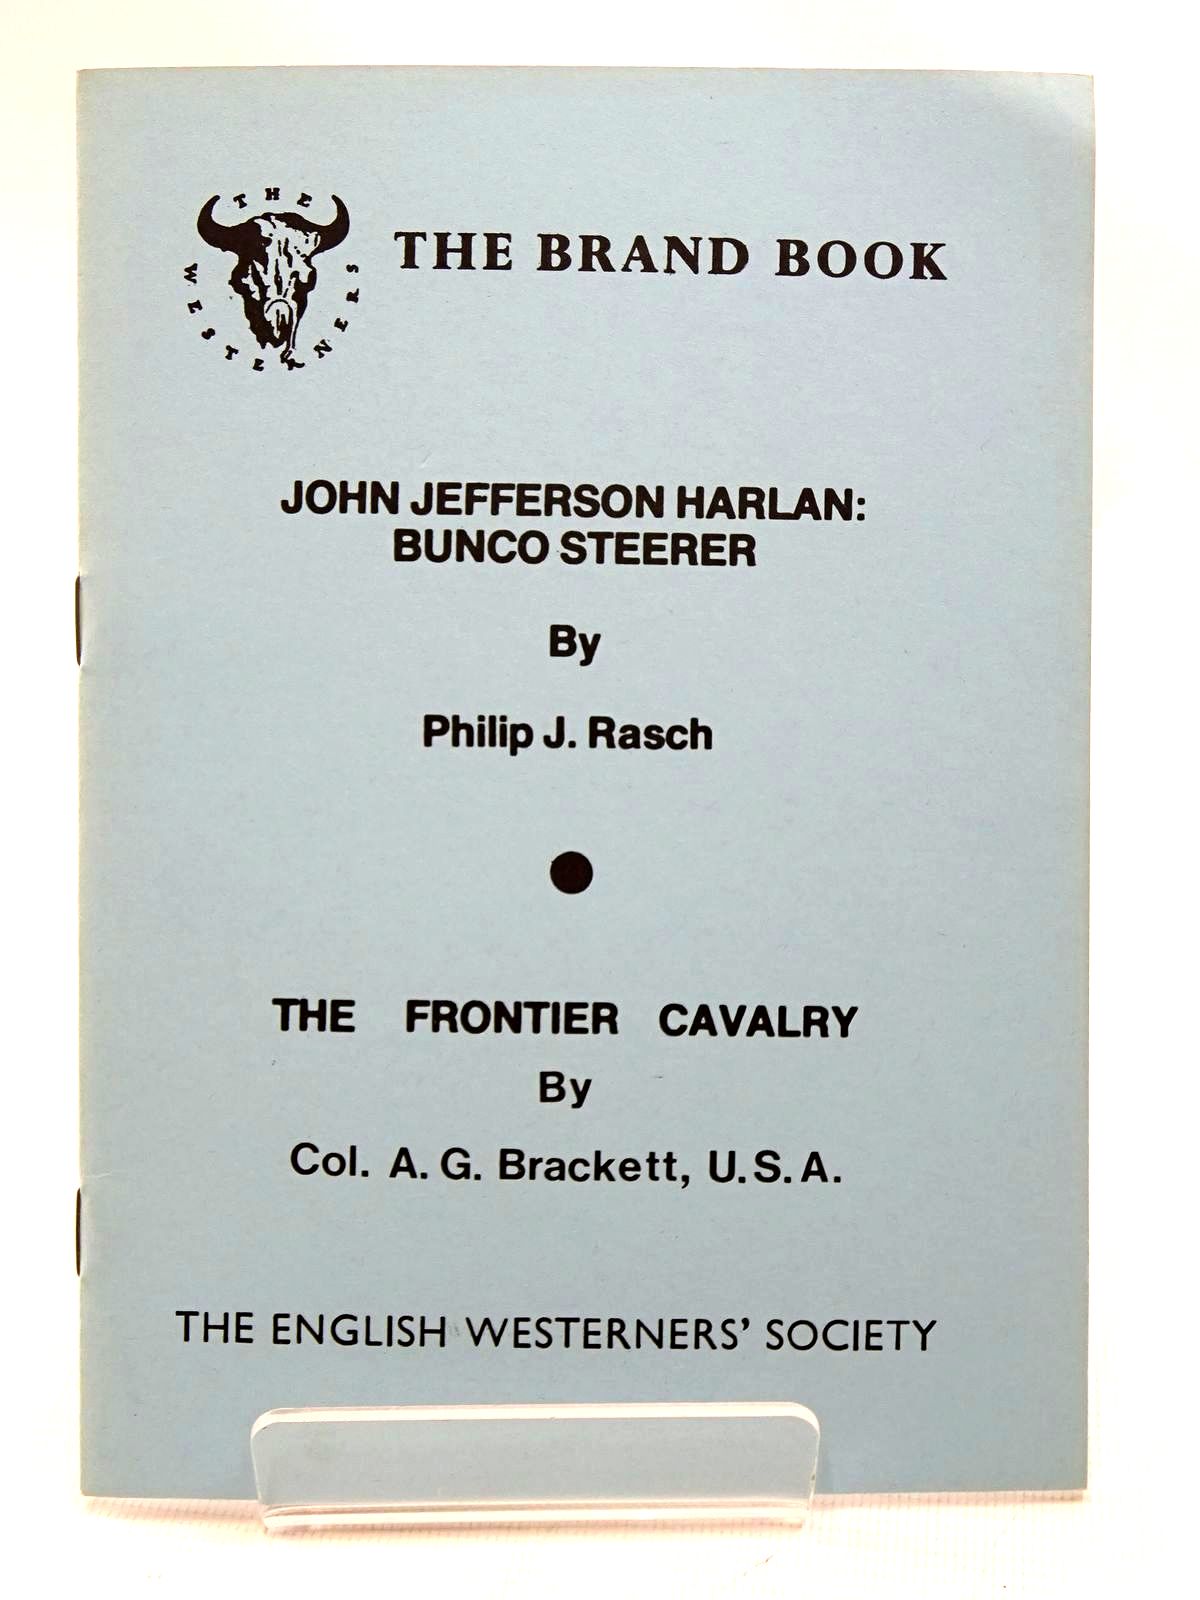 THE WESTERNERS
THE BRAND BOOK
JOHN JEFFERSON HARLAN:
BUNCO STEERER
By
Philip J. Rasch
THE FRONTIER CAVALRY
By
Col. A. G. Brackett, U.S.A.
THE ENGLISH WESTERNERS' SOCIETY